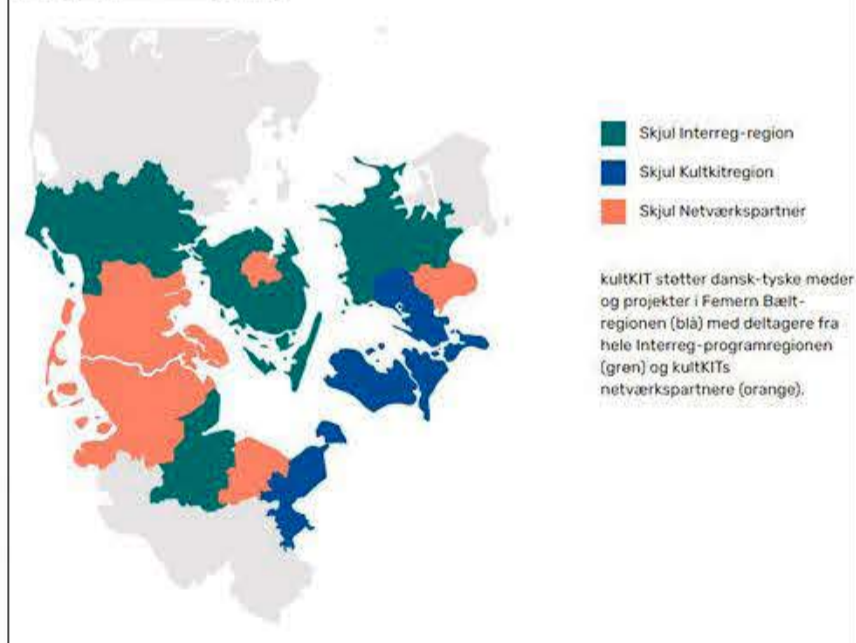 Skjul Interreg-region
Skjul Kultkitregion
Skjul Netværkspartner
kultKIT støtter dansk-tyske møder
og projekter i Femern Bælt-
regionen (blå) med deltagere fra
hele Interreg-programregionen
(grøn) og kultKITs
netværkspartnere (orange).